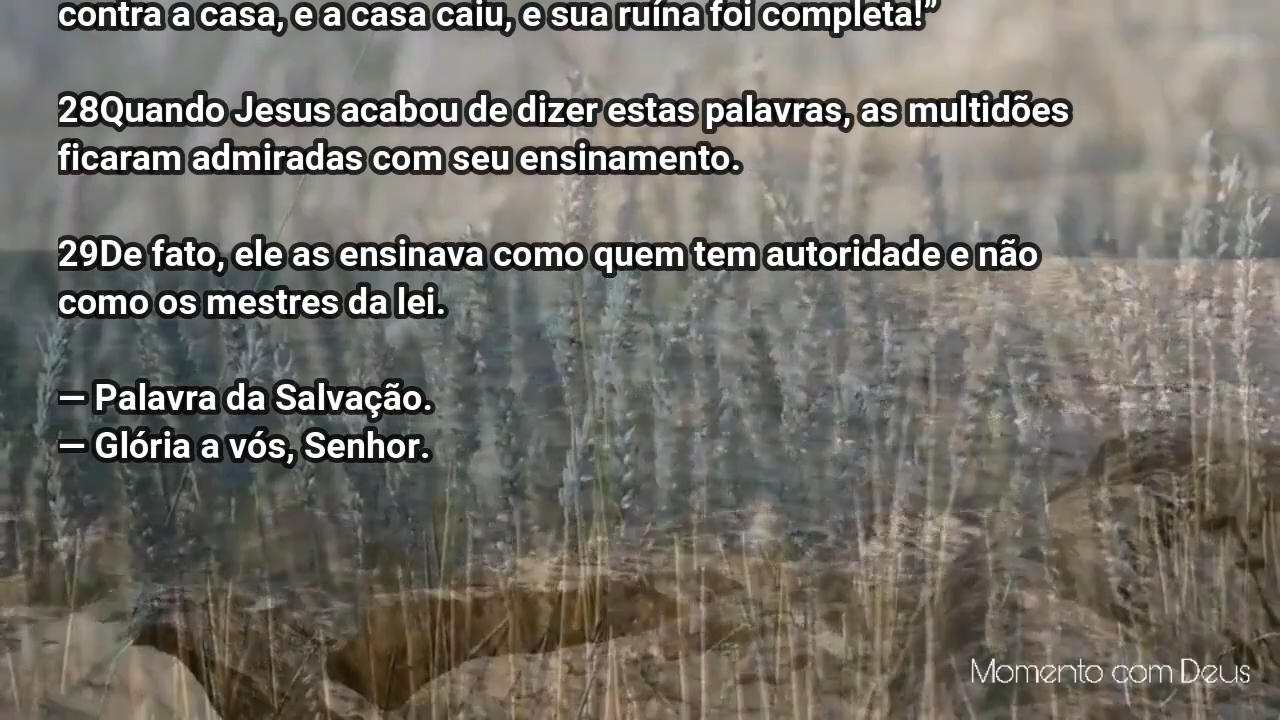 contra a casa, e a casa caiu, e sua ruína foi completa!”
28Quando Jesus acabou de dizer estas palavras, as multidões
ficaram admiradas com seu ensinamento.
29De fato, ele as ensinava como quem tem autoridade e não
como os mestres da lei.
— Palavra da Salvação.
— Glória a vós, Senhor.
Momento com Deus